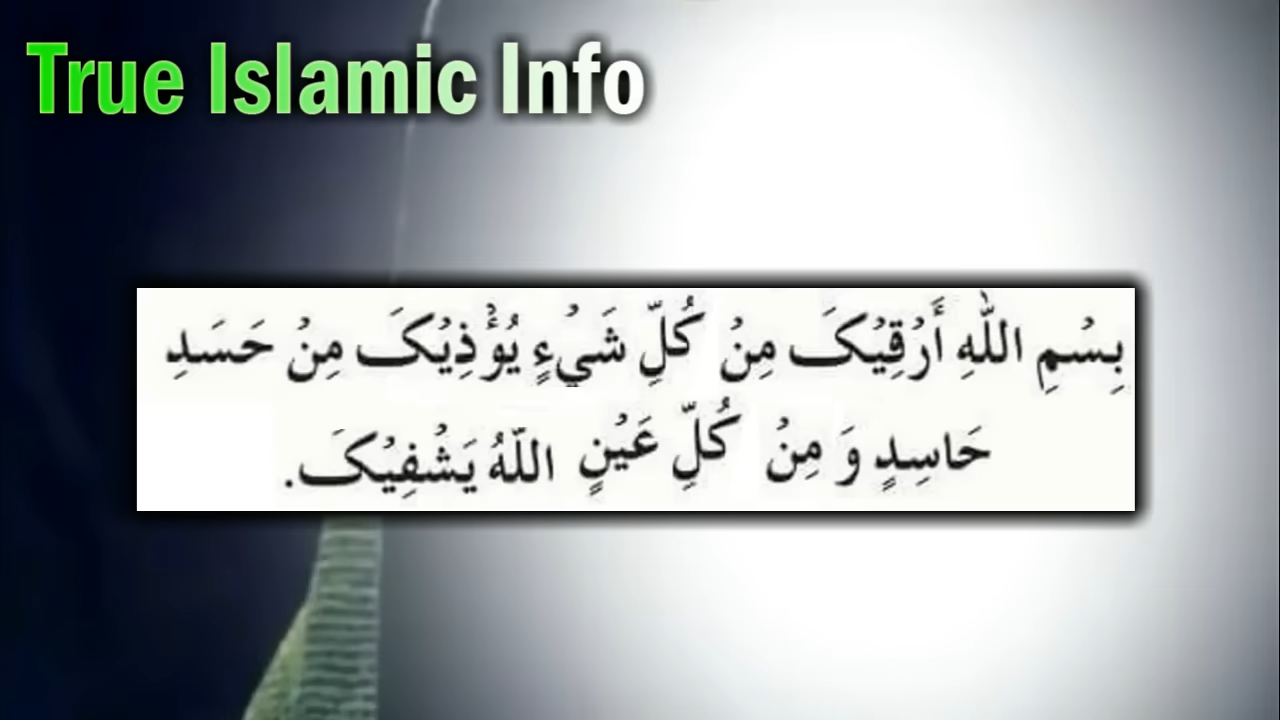 True Islamic Info
بِسْمِ اللّٰهِ أَرْقِيْکَ مِنْ كُلِّ شَيْءٍ يُؤْذِيْکَ مِنْ حَسَدِ
حَاسِدٍ وَ مِنْ كُلِّ عَيْنٍ اللّهُ يَشْفِيْکَ.